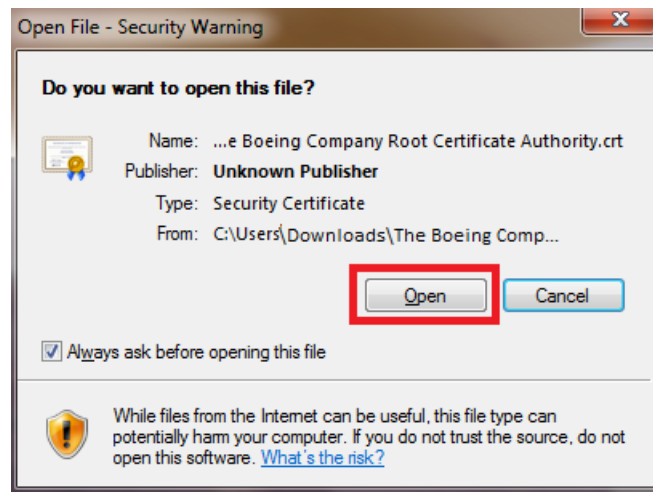 Open File - Security Warning
Do you want to open this file?
Name: ...e Boeing Company Root Certificate Authority.crt
Publisher: Unknown Publisher
Type: Security Certificate
From: C:\Users\Downloads\The Boeing Comp...
Open Cancel
Always ask before opening this file
While files from the Internet can be useful, this file type can
potentially harm your computer. If you do not trust the source, do not
open this software. What's the risk?